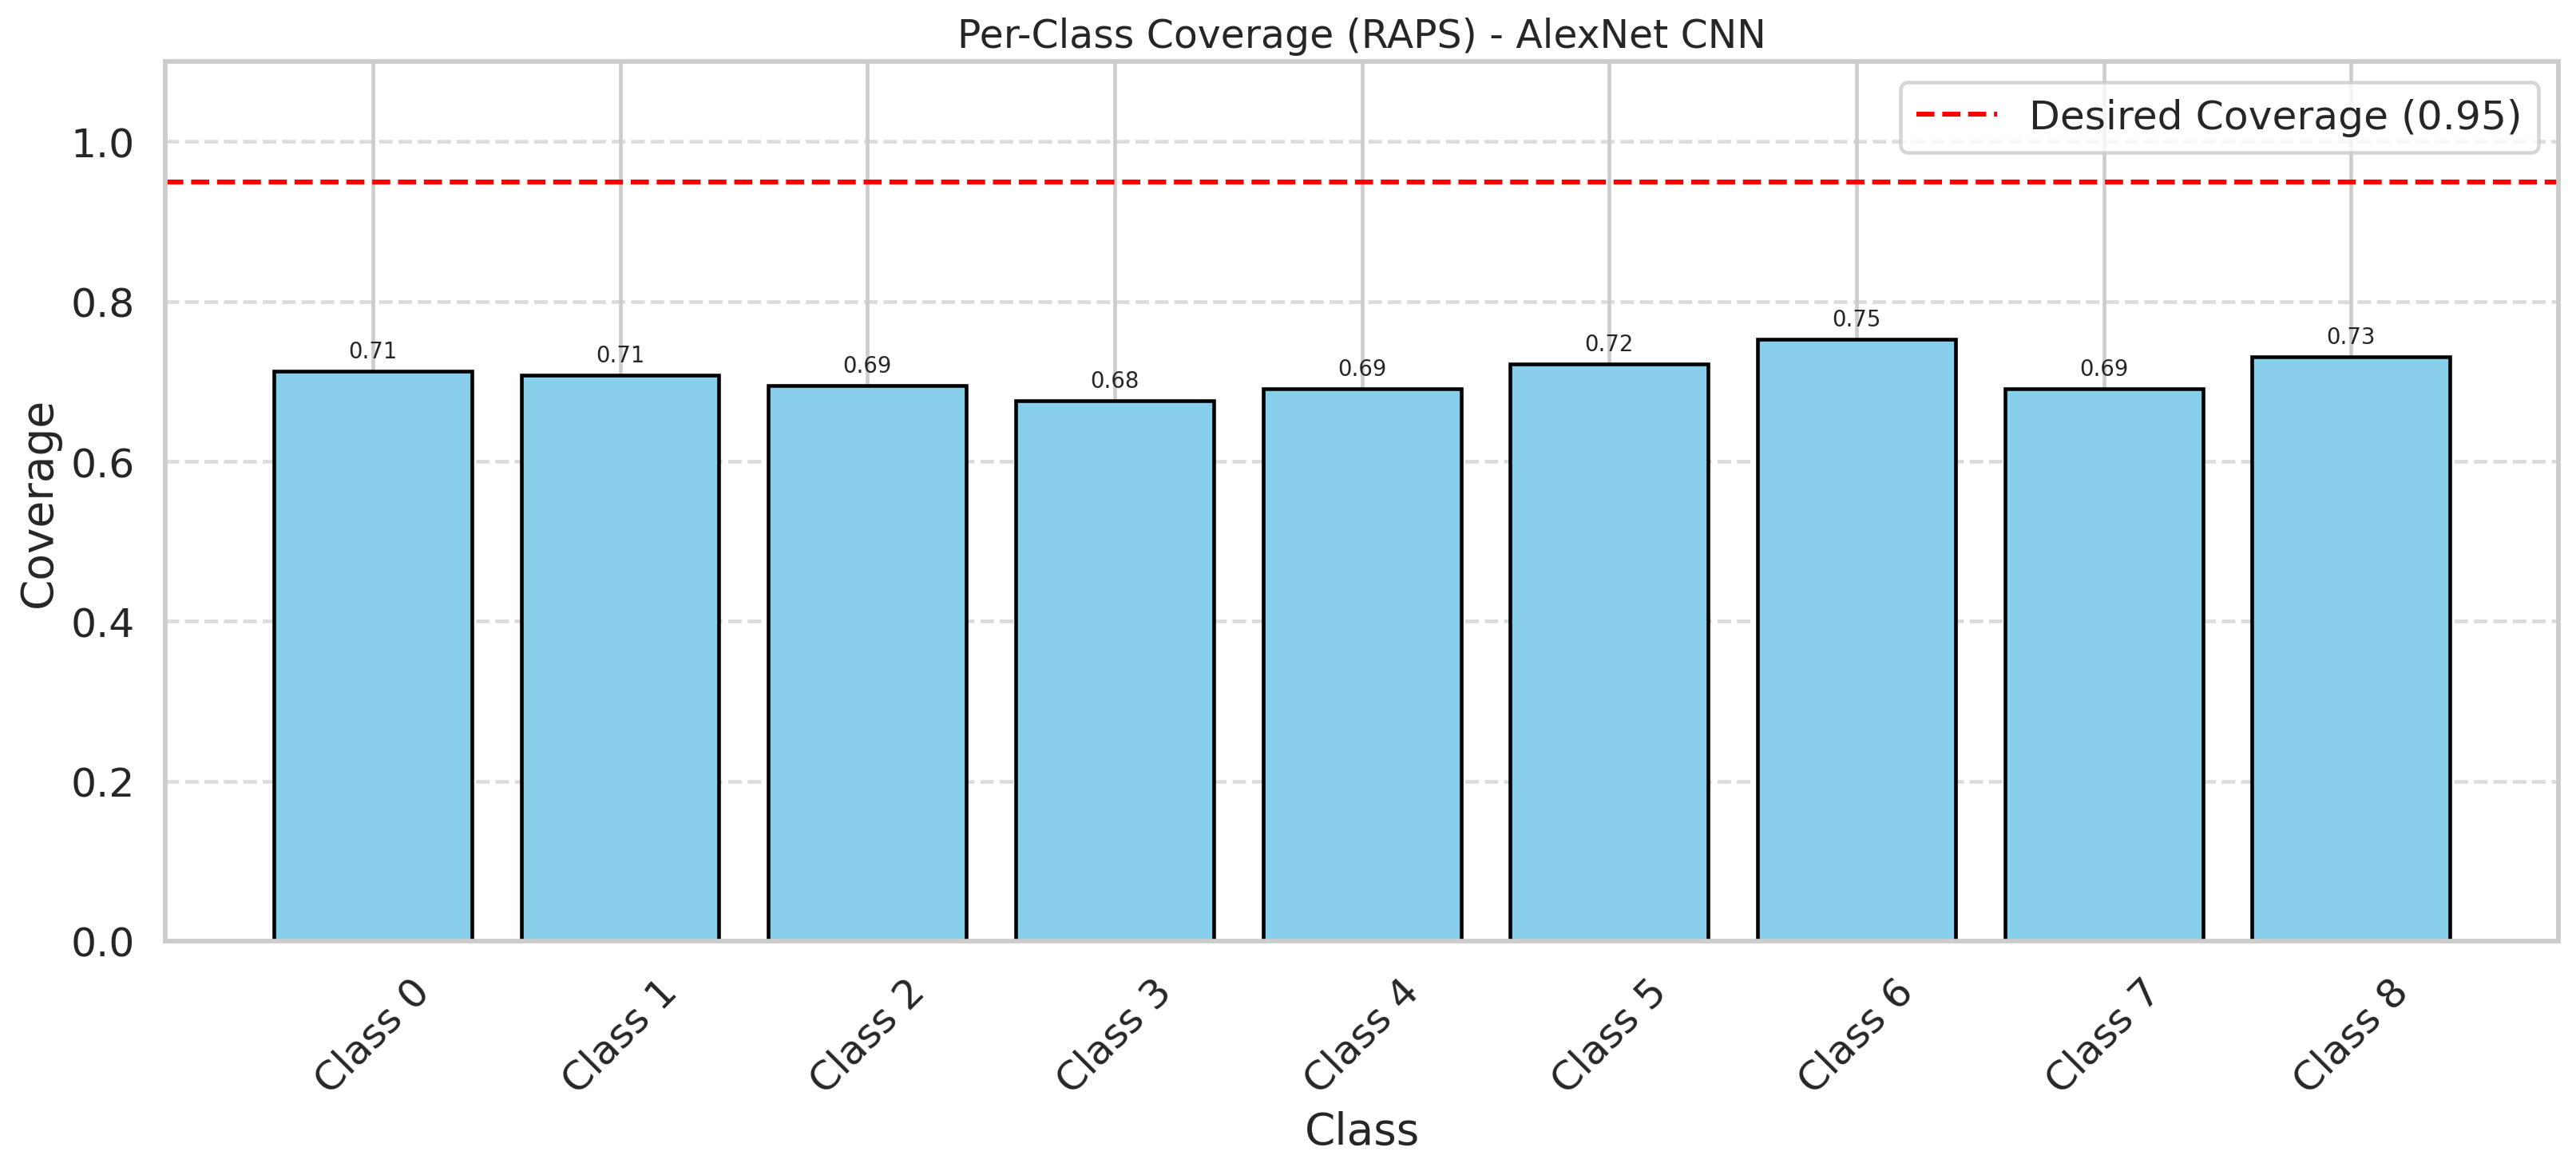 Per-Class Coverage (RAPS) - AlexNet CNN
Desired Coverage (0.95)
Coverage
1.0
0.8
0.6
0.4
0.2
0.0
0.71
0.71
0.69
0.68
0.69
0.72
0.75
0.69
0.73
Class 0
Class 1
Class 2
Class 3
Class 4
Class 5
Class 6
Class 7
Class 8
Class